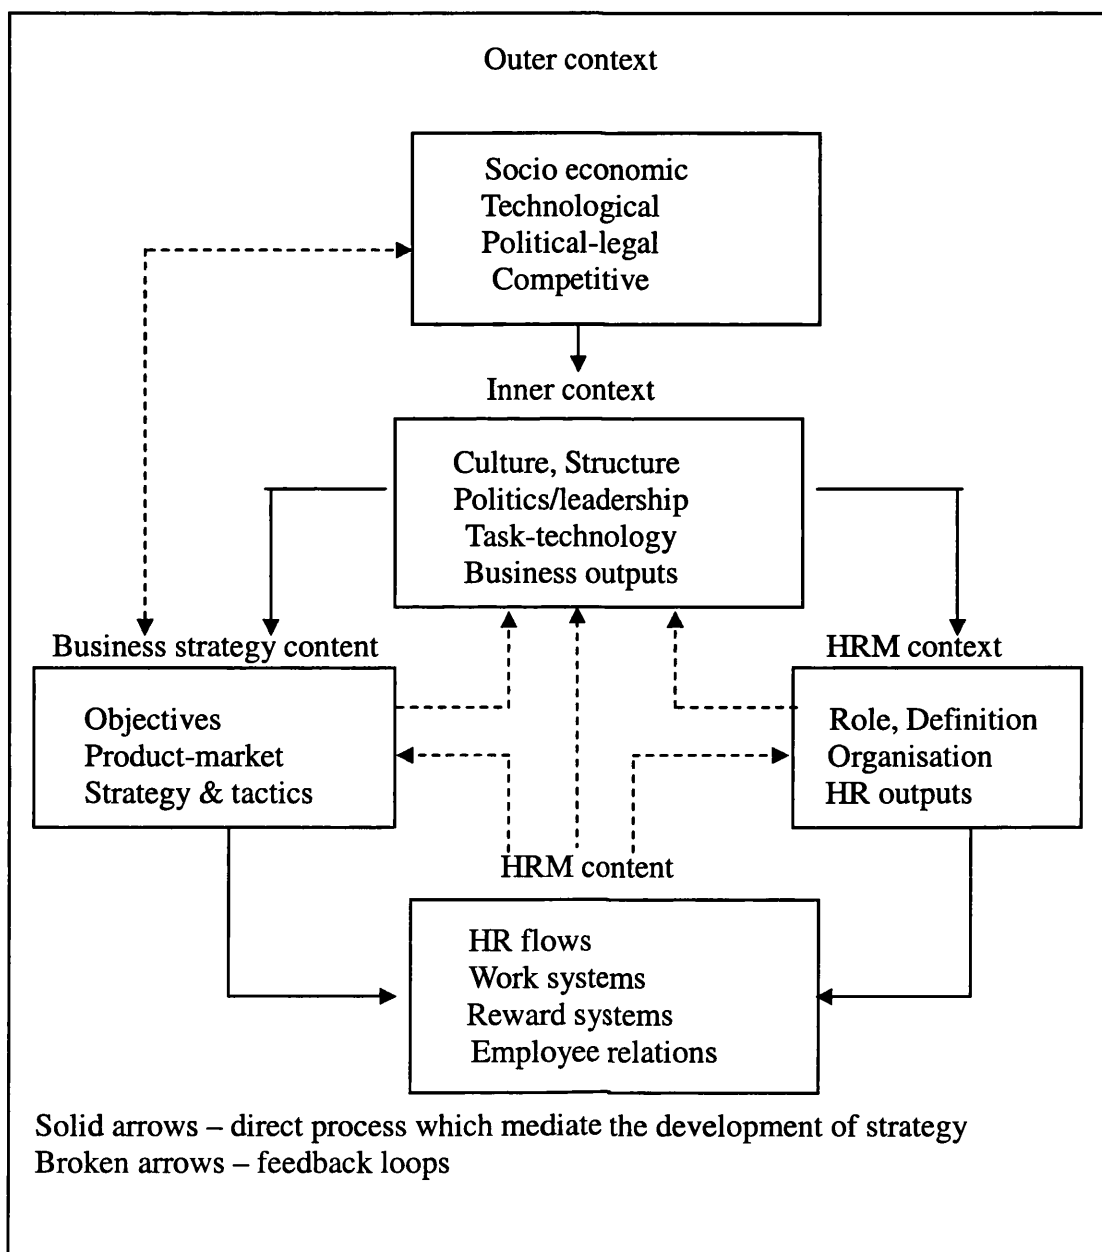 Outer context
Socio economic
Technological
Political-legal
Competitive
Inner context
Culture, Structure
Politics/leadership
Task-technology
Business outputs
Business strategy content
Objectives
Product-market
Strategy & tactics
HRM context
Role, Definition
Organisation
HR outputs
HRM content
HR flows
Work systems
Reward systems
Employee relations
Solid arrows – direct process which mediate the development of strategy
Broken arrows – feedback loops